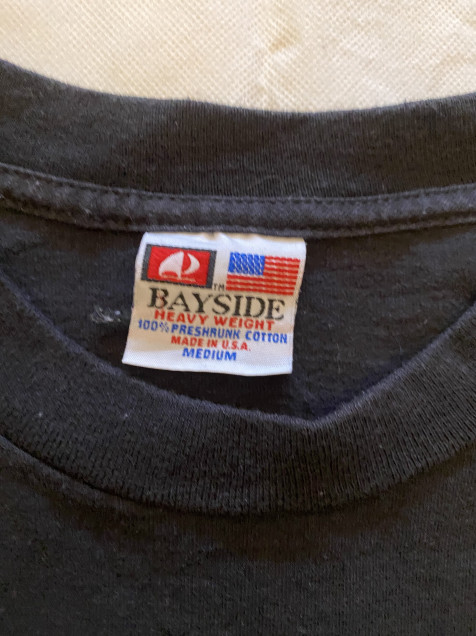 TM
BAYSIDE
HEAVY WEIGHT
100% PRESHRUNK COTTON
MADE IN U.S.A.
MEDIUM